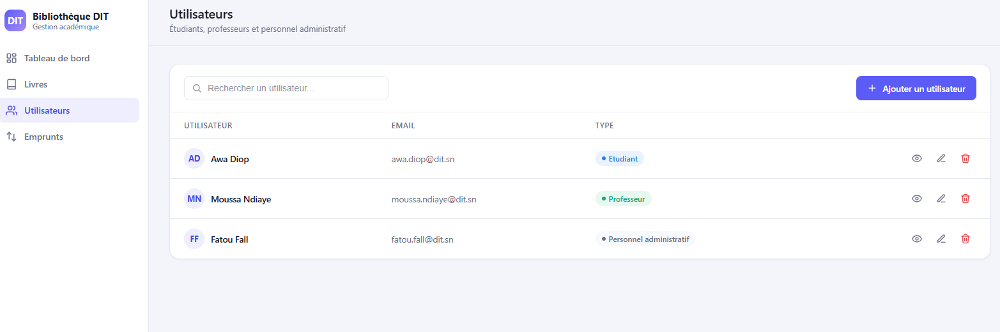 DIT
Bibliothèque DIT
Gestion académique
Tableau de bord
Livres
Utilisateurs
Emprunts
Utilisateurs
Étudiants, professeurs et personnel administratif
Rechercher un utilisateur...
Ajouter un utilisateur
UTILISATEUR EMAIL TYPE
AD Awa Diop awa.diop@dit.sn Etudiant
MN Moussa Ndiaye moussa.ndiaye@dit.sn Professeur
FF Fatou Fall fatou.fall@dit.sn Personnel administratif